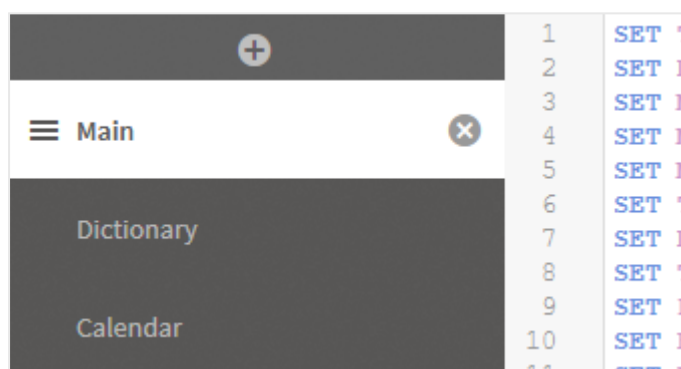 Main
Dictionary
Calendar
1 SET
2 SET
3 SET
4 SET
5 SET
6 SET
7 SET
8 SET
9 SET
10 SET